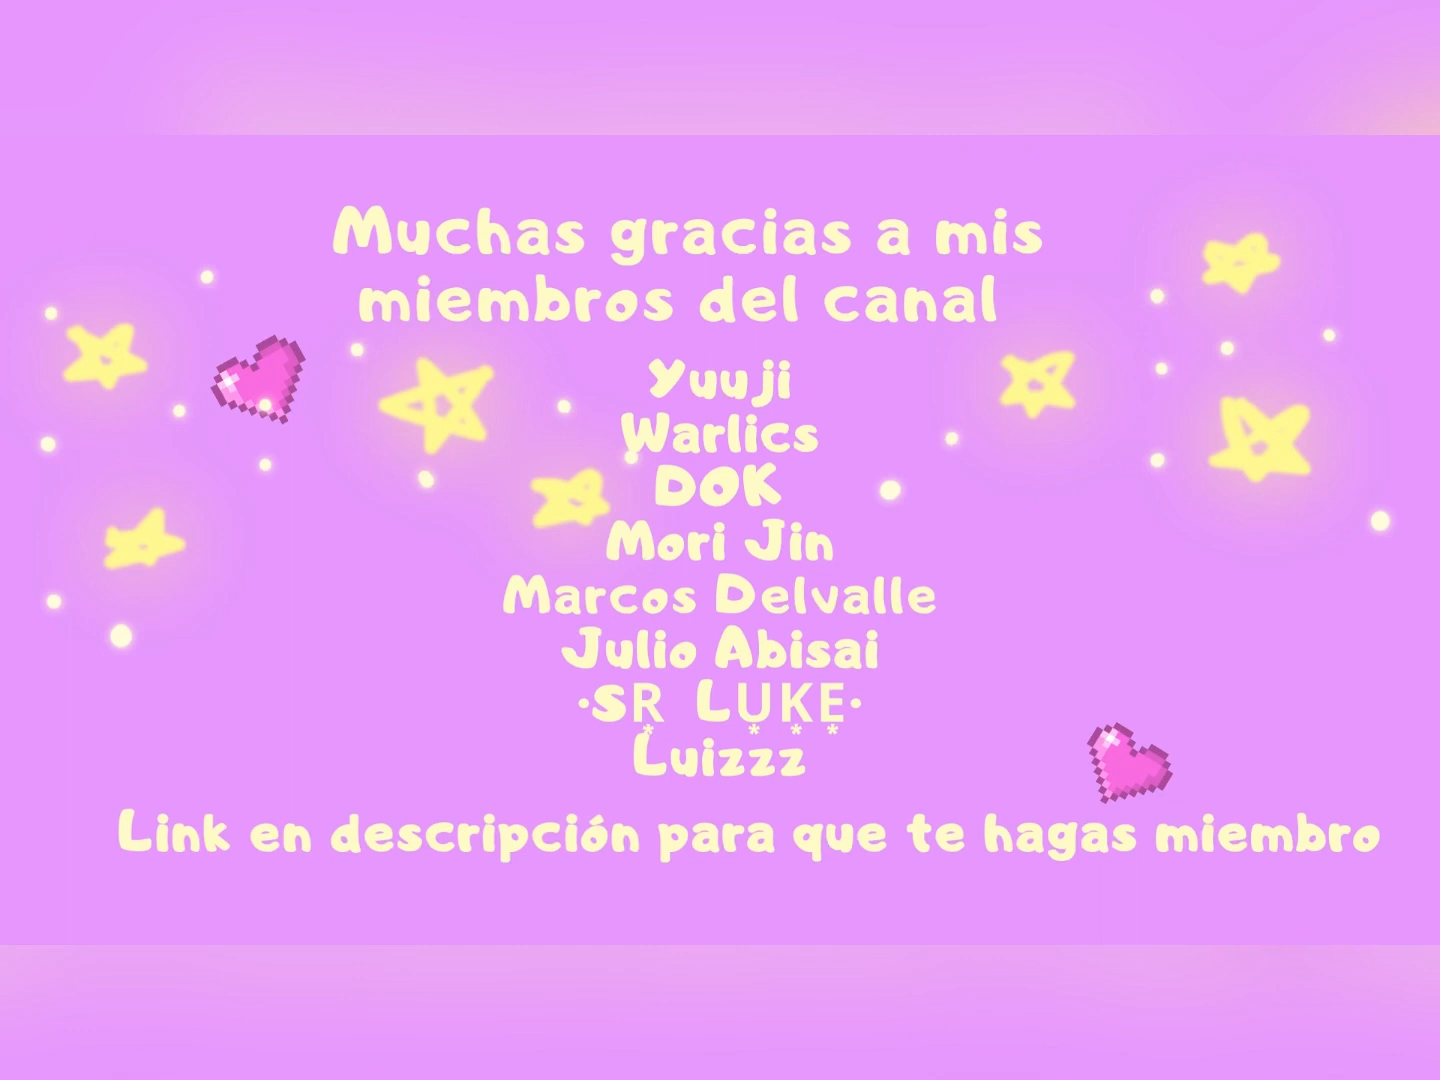 Muchas gracias a mis
miembros del canal
Yuuji
Warlics
DOK
Mori Jin
Marcos Delvalle
Julio Abisai
·SR͙ LU͙K͙E͙·
Luizzz
Link en descripción para que te hagas miembro